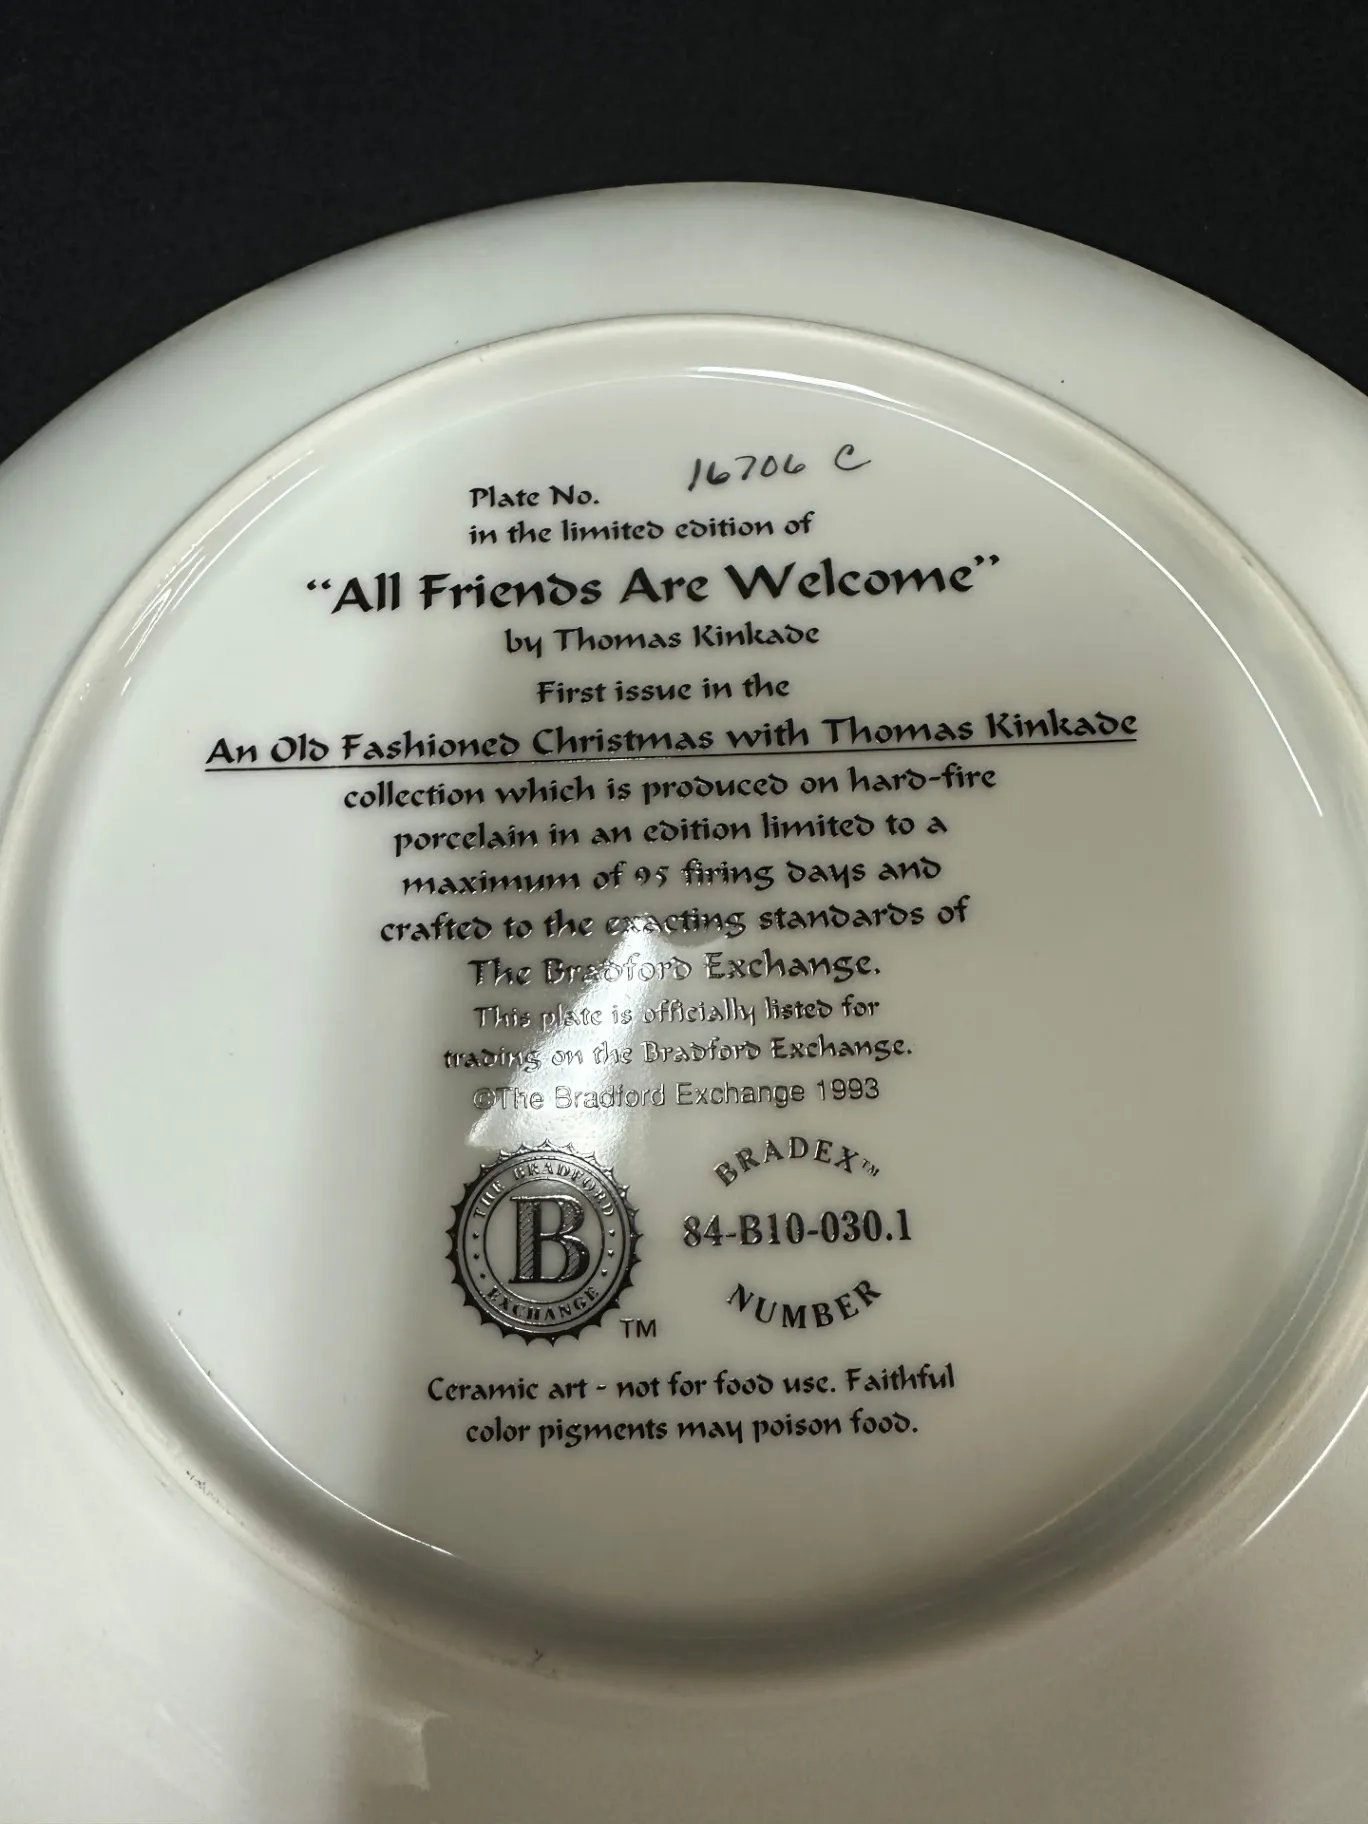 Plate No. 16706 C
in the limited edition of
“All Friends Are Welcome”
by Thomas Kinkade
First issue in the
An Old Fashioned Christmas with Thomas Kinkade
collection which is produced on hard-fire
porcelain in an edition limited to a
maximum of 95 firing days and
crafted to the exacting standards of
The Bradford Exchange.
This plate is officially listed for
trading on the Bradford Exchange.
©The Bradford Exchange 1993
THE BRADFORD
B
EXCHANGE
TM
BRADEX™
84-B10-030.1
NUMBER
Ceramic art - not for food use. Faithful
color pigments may poison food.